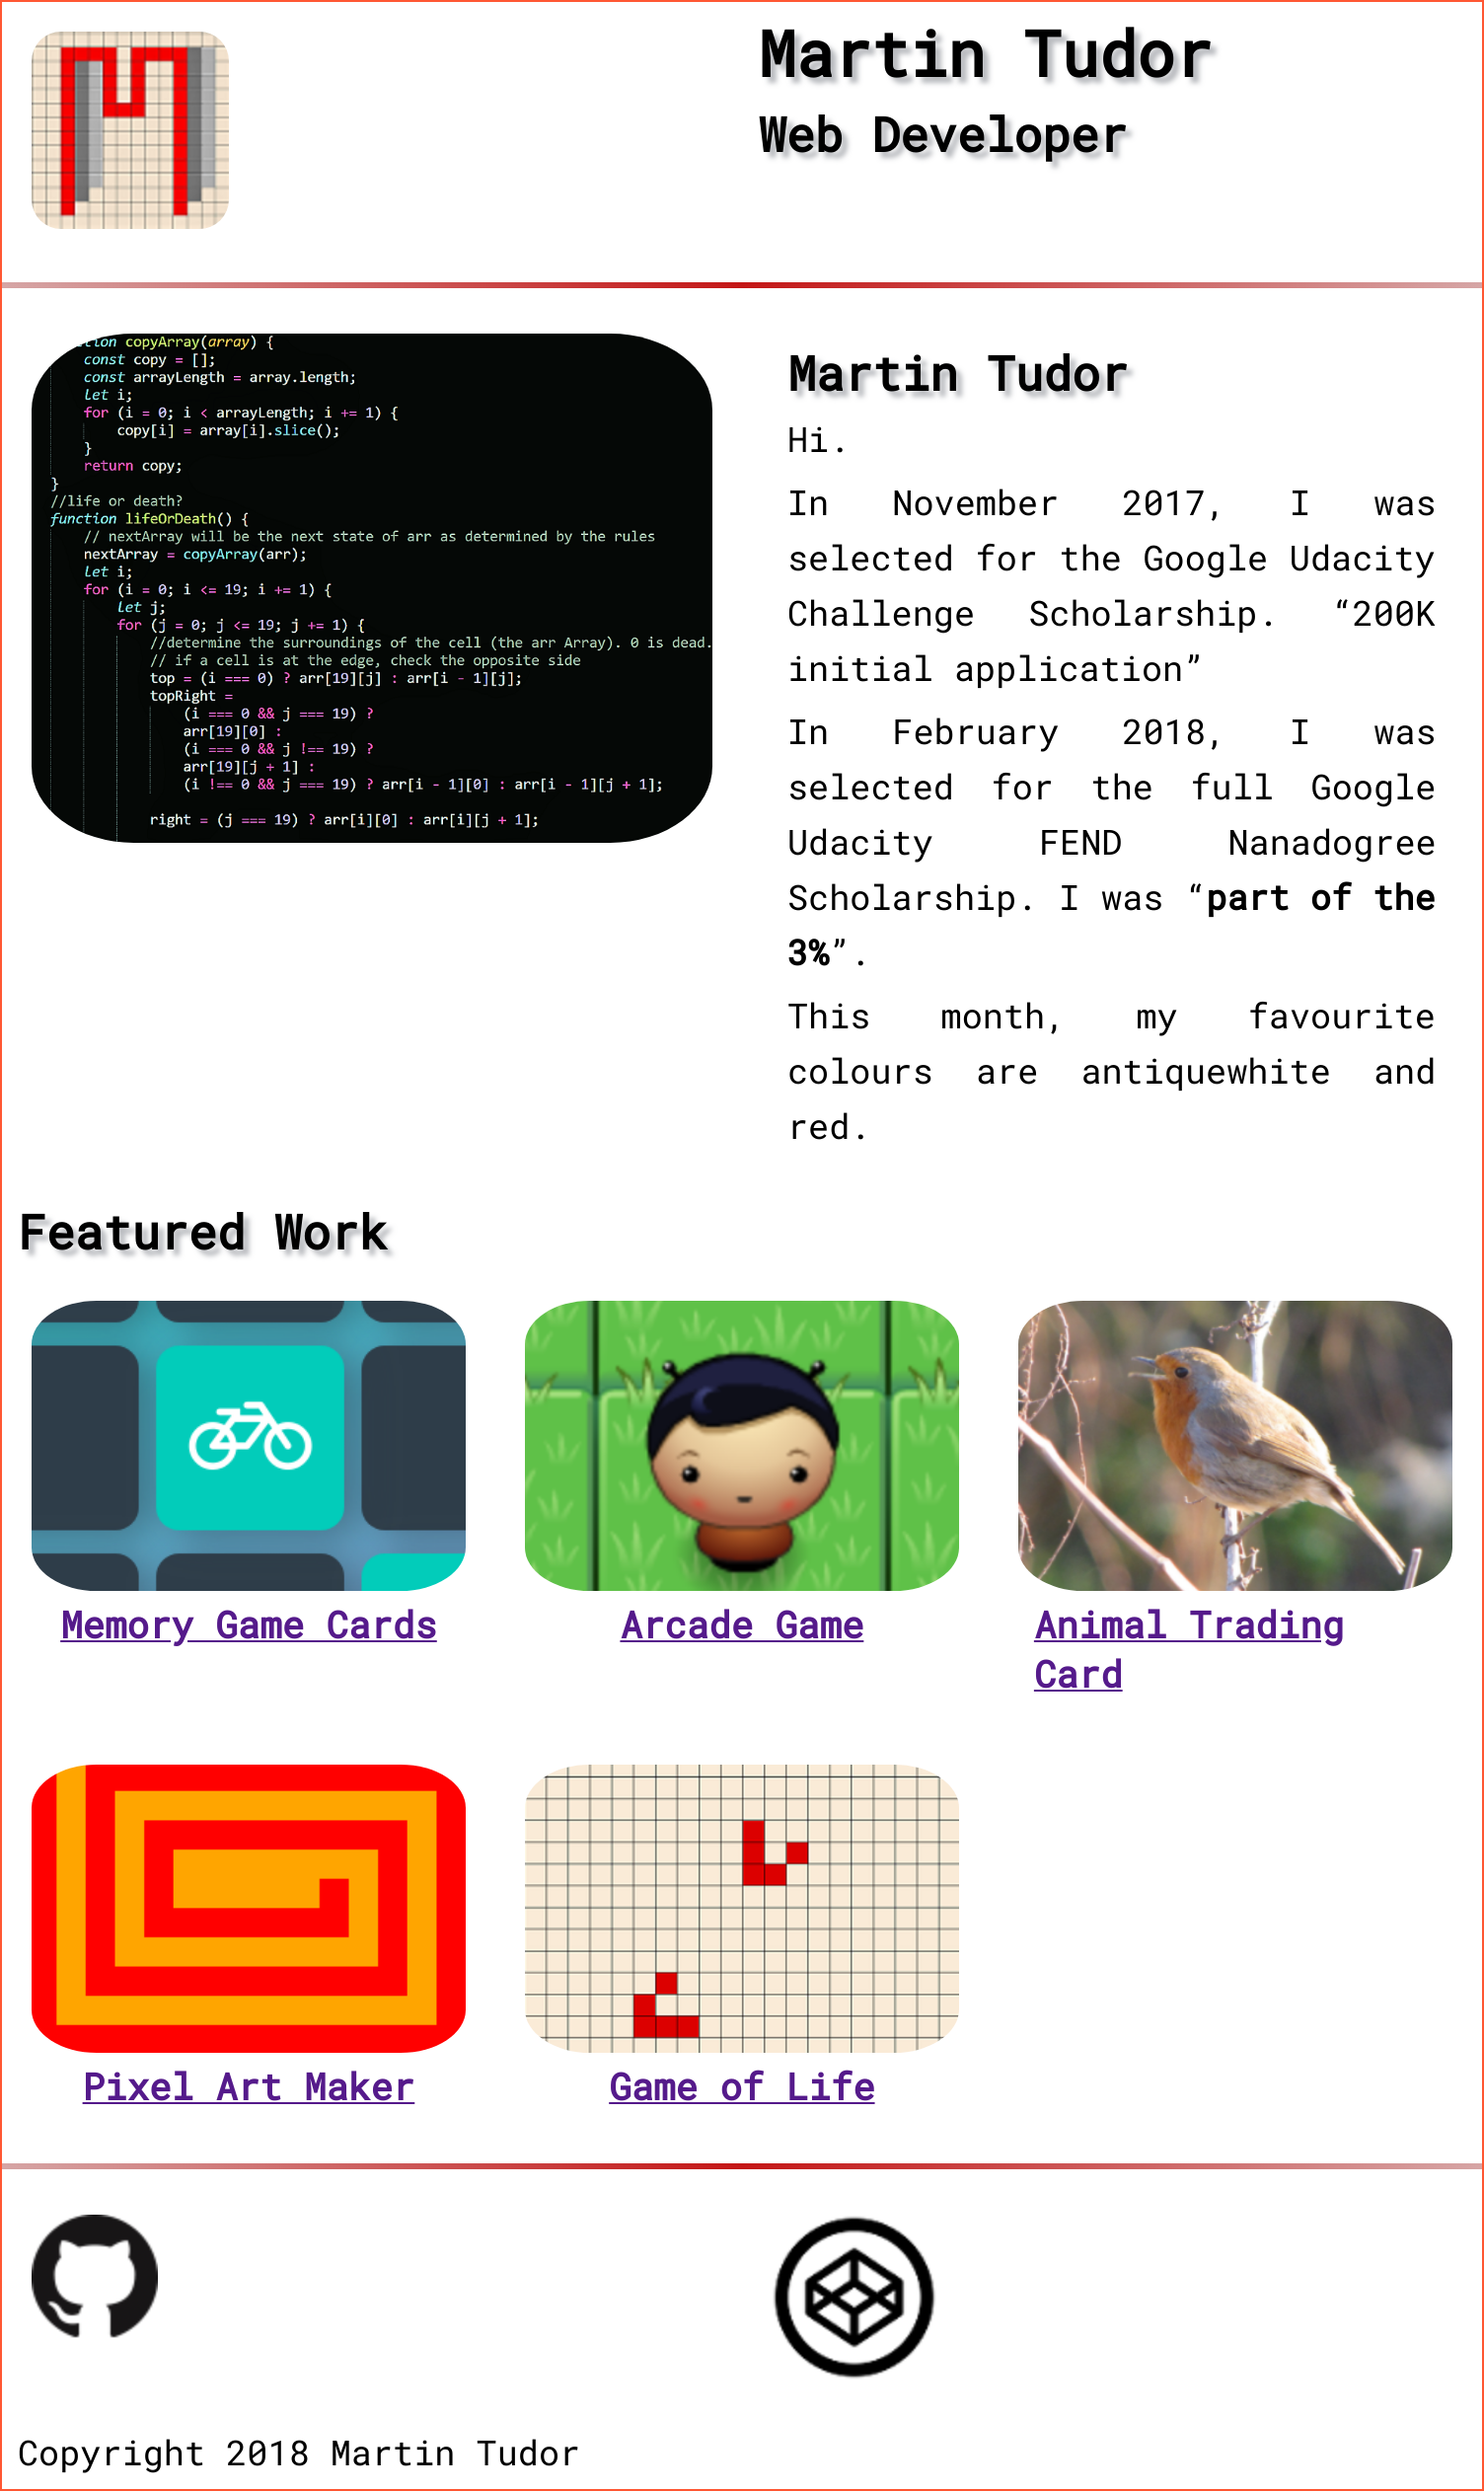 Martin Tudor
Web Developer
ction copyArray(array) {
const copy = [];
const arrayLength = array.length;
let i;
for (i = 0; i < arrayLength; i += 1) {
copy[i] = array[i].slice();
}
return copy;
}
//life or death?
function lifeOrDeath() {
// nextArray will be the next state of arr as determined by the rules
nextArray = copyArray(arr);
let i;
for (i = 0; i <= 19; i += 1) {
let j;
for (j = 0; j <= 19; j += 1) {
//determine the surroundings of the cell (the arr Array). 0 is dead.
// if a cell is at the edge, check the opposite side
top = (i === 0) ? arr[19][j] : arr[i - 1][j];
topRight =
(i === 0 && j === 19) ?
arr[19][0] :
(i === 0 && j !== 19) ?
arr[19][j + 1] :
(i !== 0 && j === 19) ? arr[i - 1][0] : arr[i - 1][j + 1];
right = (j === 19) ? arr[i][0] : arr[i][j + 1];
Martin Tudor
Hi.
In November 2017, I was
selected for the Google Udacity
Challenge Scholarship. “200K
initial application”
In February 2018, I was
selected for the full Google
Udacity FEND Nanadogree
Scholarship. I was “part of the
3%”.
This month, my favourite
colours are antiquewhite and
red.
Featured Work
Memory Game Cards
Arcade Game
Animal Trading
Card
Pixel Art Maker
Game of Life
Copyright 2018 Martin Tudor